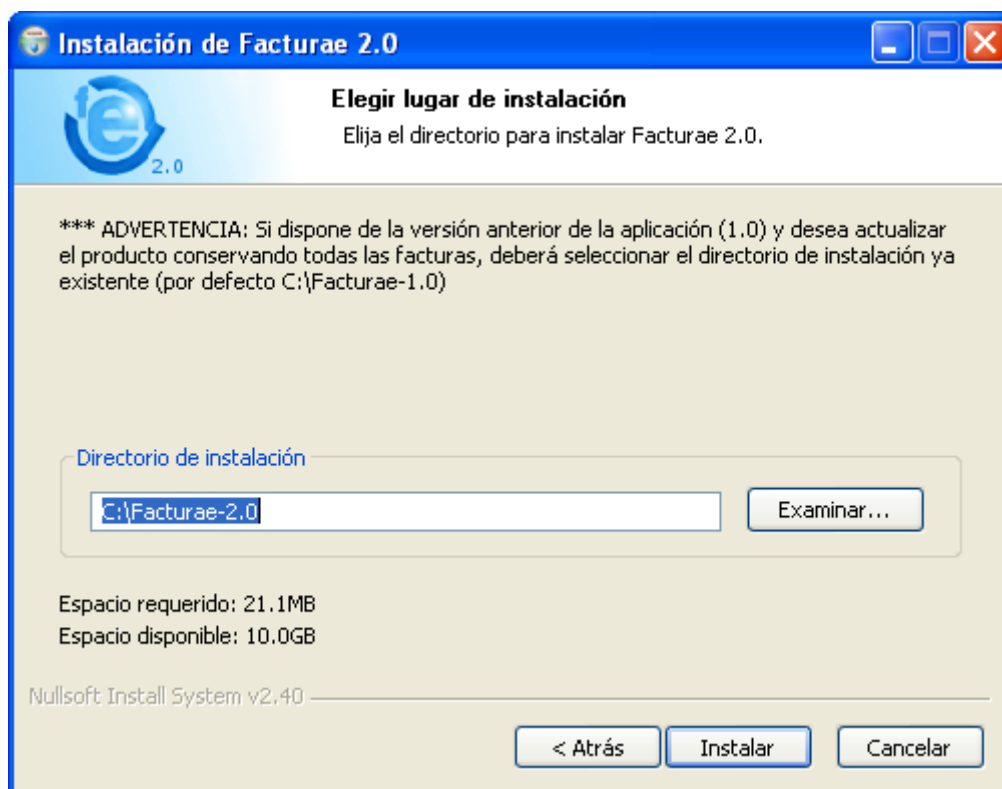 Instalación de Facturae 2.0
fe
2.0
Elegir lugar de instalación
Elija el directorio para instalar Facturae 2.0.
*** ADVERTENCIA: Si dispone de la versión anterior de la aplicación (1.0) y desea actualizar
el producto conservando todas las facturas, deberá seleccionar el directorio de instalación ya
existente (por defecto C:\Facturae-1.0)
Directorio de instalación
C:\Facturae-2.0
Examinar...
Espacio requerido: 21.1MB
Espacio disponible: 10.0GB
Nullsoft Install System v2.40
< Atrás
Instalar
Cancelar